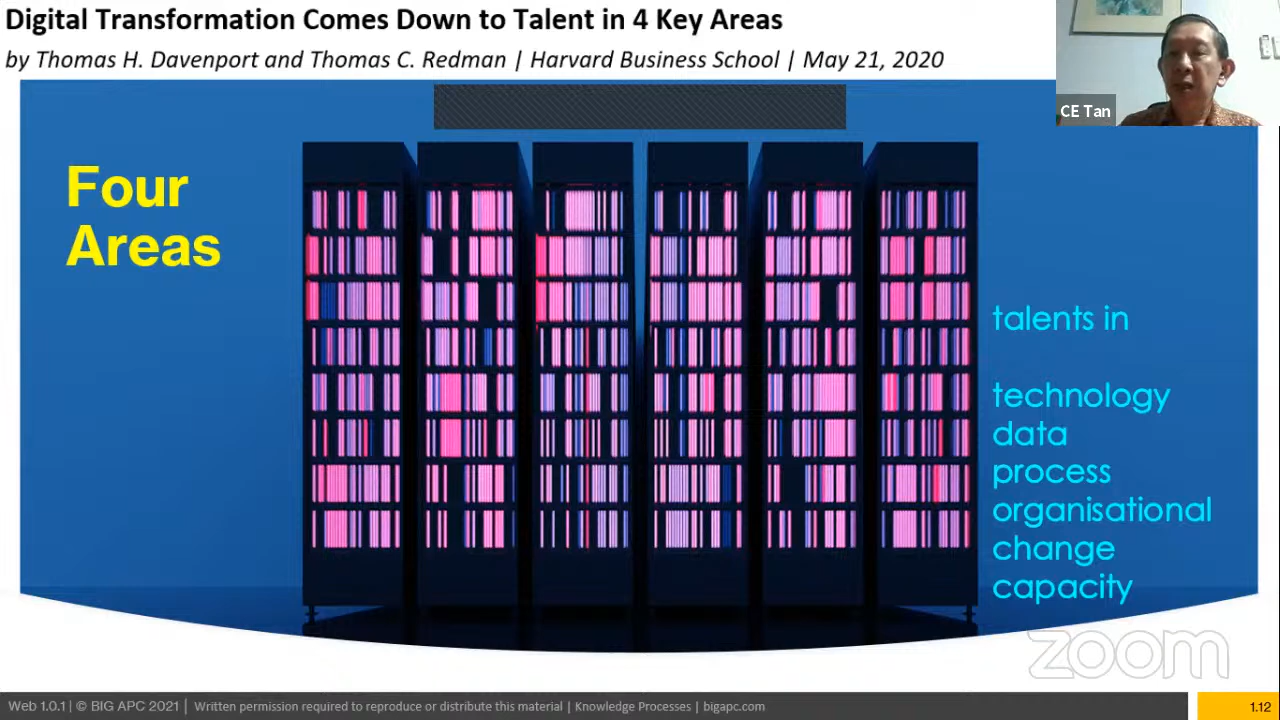 Digital Transformation Comes Down to Talent in 4 Key Areas
by Thomas H. Davenport and Thomas C. Redman | Harvard Business School | May 21, 2020
CE Tan
Four
Areas
talents in
technology
data
process
organisational
change
capacity
zoom
Web 1.0.1 | © BIG APC 2021 | Written permission required to reproduce or distribute this material | Knowledge Processes | bigapc.com
1.12